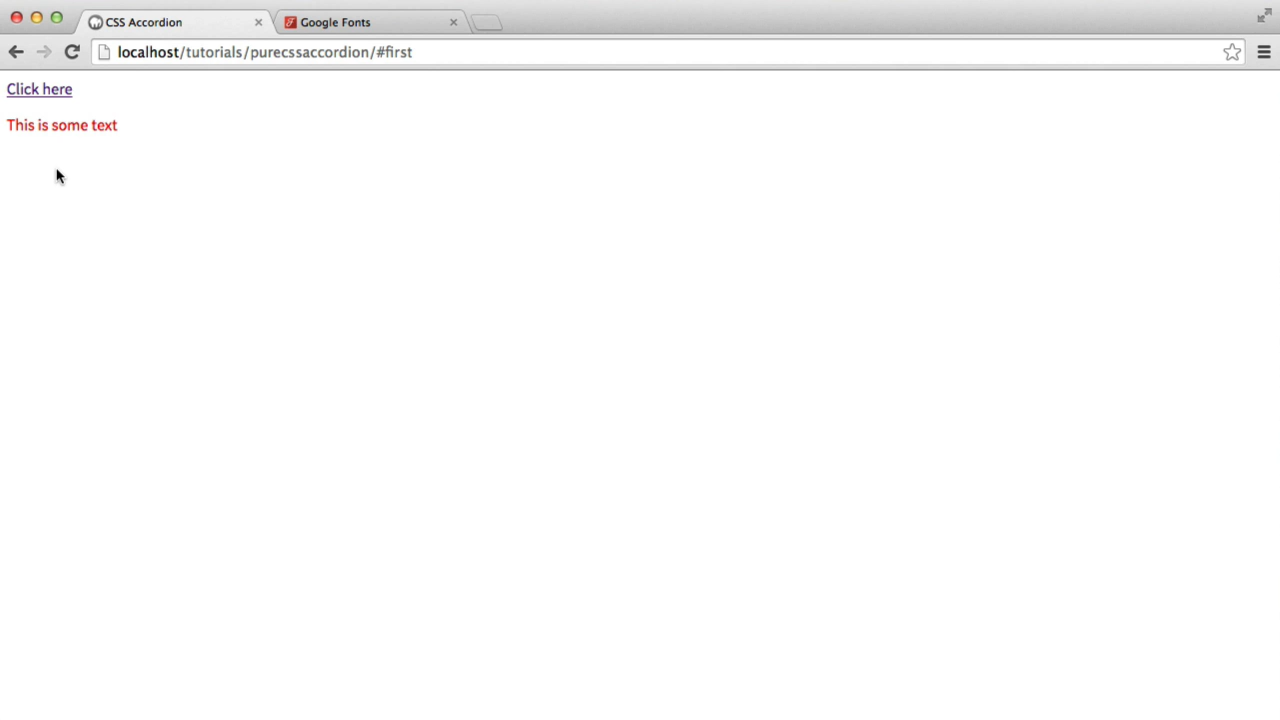 CSS Accordion
Google Fonts
localhost/tutorials/purecssaccordion/#first
Click here
This is some text